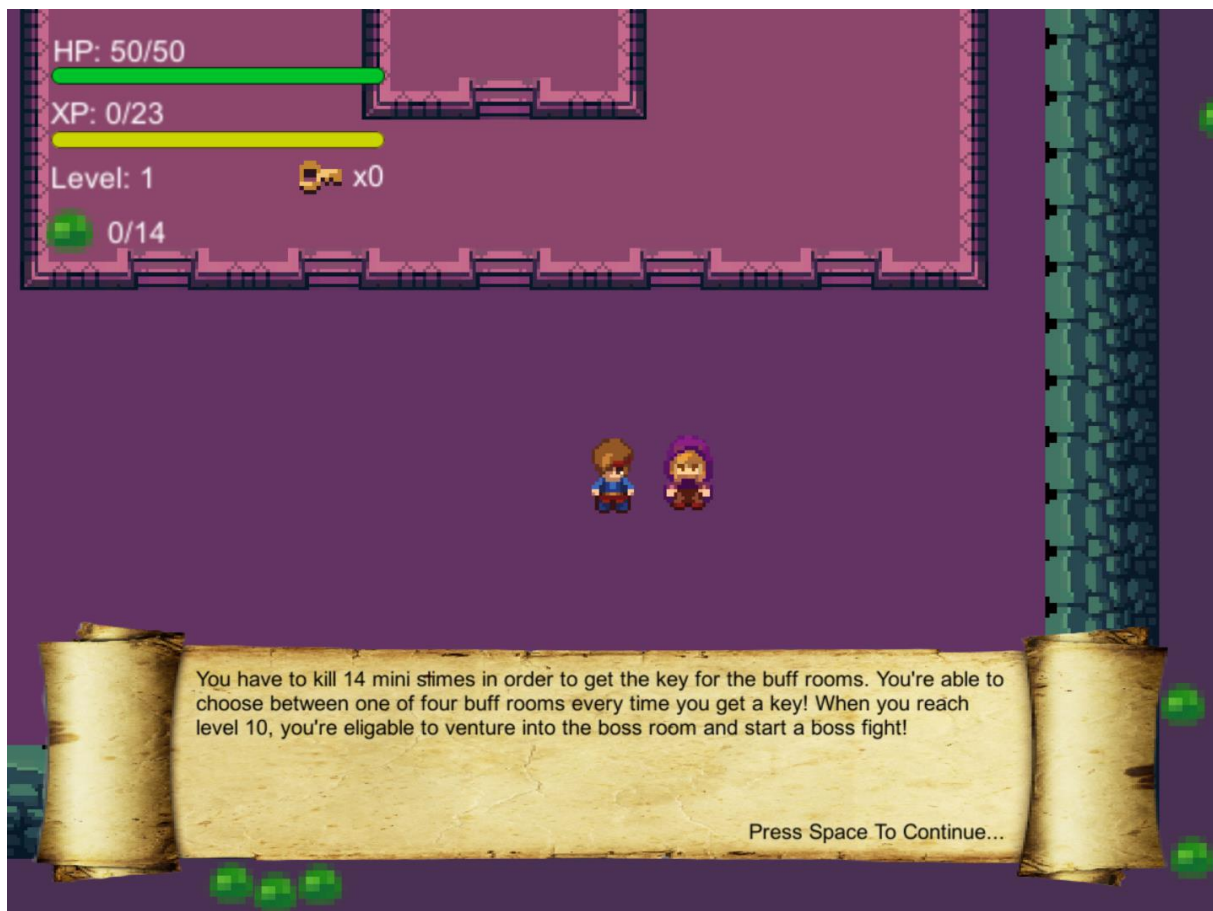 HP: 50/50
XP: 0/23
Level: 1
x0
0/14
You have to kill 14 mini slimes in order to get the key for the buff rooms. You're able to
choose between one of four buff rooms every time you get a key! When you reach
level 10, you're eligable to venture into the boss room and start a boss fight!
Press Space To Continue...